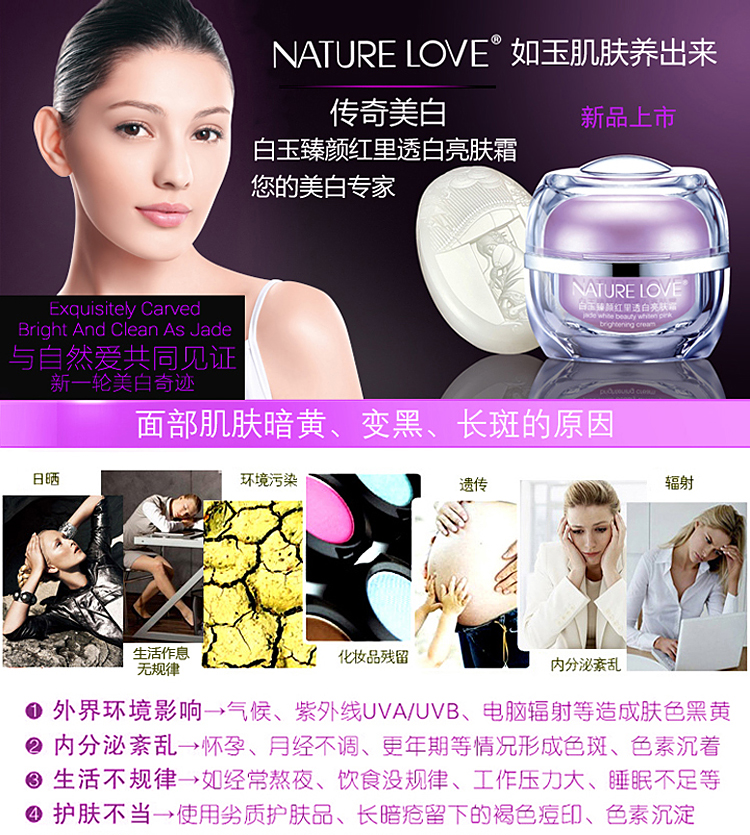 NATURE LOVE® 如玉肌肤养出来
传奇美白
新品上市
白玉臻颜红里透白亮肤霜
您的美白专家
NATURE LOVE®
白玉臻颜红里透白亮肤霜
jade white beauty whiten pink
brightening cream
Exquisitely Carved
Bright And Clean As Jade
与自然爱共同见证
新一轮美白奇迹
面部肌肤暗黄、变黑、长斑的原因
日晒
环境污染
遗传
辐射
生活作息
无规律
化妆品残留
内分泌紊乱
❶ 外界环境影响→气候、紫外线UVA/UVB、电脑辐射等造成肤色黑黄
❷ 内分泌紊乱→怀孕、月经不调、更年期等情况形成色斑、色素沉着
❸ 生活不规律→如经常熬夜、饮食没规律、工作压力大、睡眠不足等
❹ 护肤不当→使用劣质护肤品、长暗疮留下的褐色痘印、色素沉淀